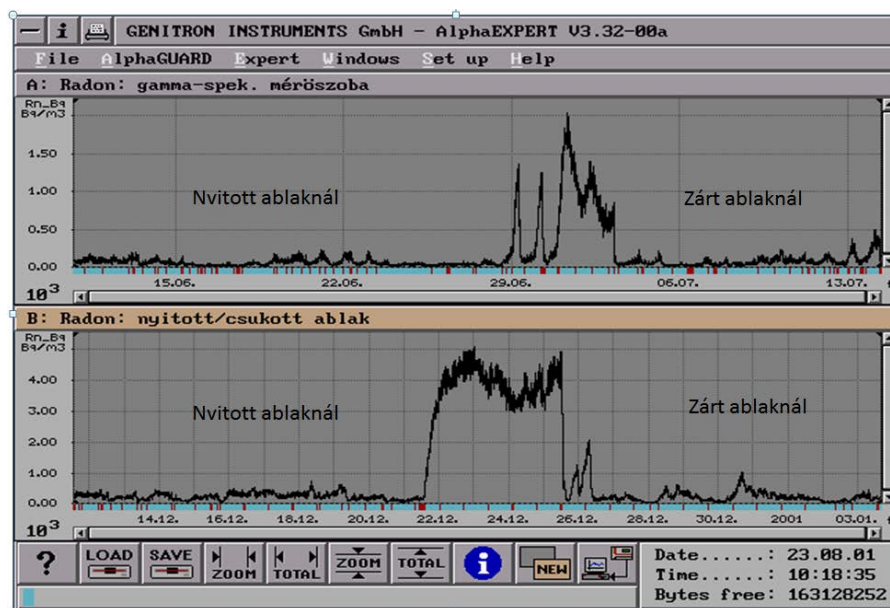 GENITRON INSTRUMENTS GmbH - AlphaEXPERT V3.32-00a
File AlphaGUARD Expert Windows Set up Help
A: Radon: gamma-spek. méröszoba
Rn_Bq
Bq/m3
1.50
1.00
0.50
0.00
10³
Nvitott ablaknál
Zárt ablaknál
15.06. 22.06. 29.06. 06.07. 13.07.
B: Radon: nyitott/csukott ablak
Rn_Bq
Bq/m3
4.00
3.00
2.00
1.00
0.00
10³
Nvitott ablaknál
Zárt ablaknál
14.12. 16.12. 18.12. 20.12. 22.12. 24.12. 26.12. 28.12. 30.12. 2001 03.01.
? LOAD SAVE ZOOM TOTAL ZOOM TOTAL i NEW
Date......: 23.08.01
Time......: 10:18:35
Bytes free: 163128252